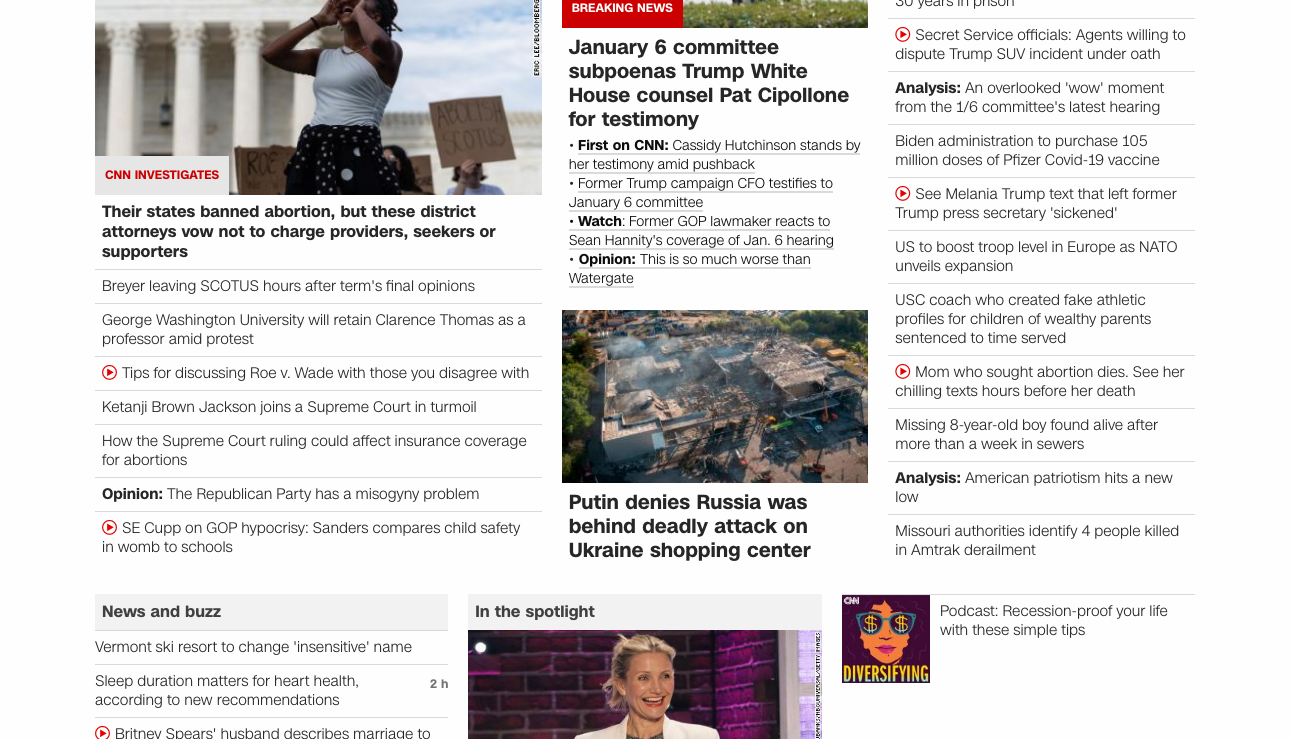 ERIC LEE/BLOOMBERG
ABOLISH
SCOTUS
ROE
CNN INVESTIGATES
Their states banned abortion, but these district
attorneys vow not to charge providers, seekers or
supporters
Breyer leaving SCOTUS hours after term's final opinions
George Washington University will retain Clarence Thomas as a
professor amid protest
Tips for discussing Roe v. Wade with those you disagree with
Ketanji Brown Jackson joins a Supreme Court in turmoil
How the Supreme Court ruling could affect insurance coverage
for abortions
Opinion: The Republican Party has a misogyny problem
SE Cupp on GOP hypocrisy: Sanders compares child safety
in womb to schools
BREAKING NEWS
January 6 committee
subpoenas Trump White
House counsel Pat Cipollone
for testimony
• First on CNN: Cassidy Hutchinson stands by
her testimony amid pushback
• Former Trump campaign CFO testifies to
January 6 committee
• Watch: Former GOP lawmaker reacts to
Sean Hannity's coverage of Jan. 6 hearing
• Opinion: This is so much worse than
Watergate
Putin denies Russia was
behind deadly attack on
Ukraine shopping center
30 years in prison
Secret Service officials: Agents willing to
dispute Trump SUV incident under oath
Analysis: An overlooked 'wow' moment
from the 1/6 committee's latest hearing
Biden administration to purchase 105
million doses of Pfizer Covid-19 vaccine
See Melania Trump text that left former
Trump press secretary 'sickened'
US to boost troop level in Europe as NATO
unveils expansion
USC coach who created fake athletic
profiles for children of wealthy parents
sentenced to time served
Mom who sought abortion dies. See her
chilling texts hours before her death
Missing 8-year-old boy found alive after
more than a week in sewers
Analysis: American patriotism hits a new
low
Missouri authorities identify 4 people killed
in Amtrak derailment
News and buzz
Vermont ski resort to change 'insensitive' name
Sleep duration matters for heart health, 2 h
according to new recommendations
Britney Spears' husband describes marriage to
In the spotlight
CNN
$ $
DIVERSIFYING
Podcast: Recession-proof your life
with these simple tips